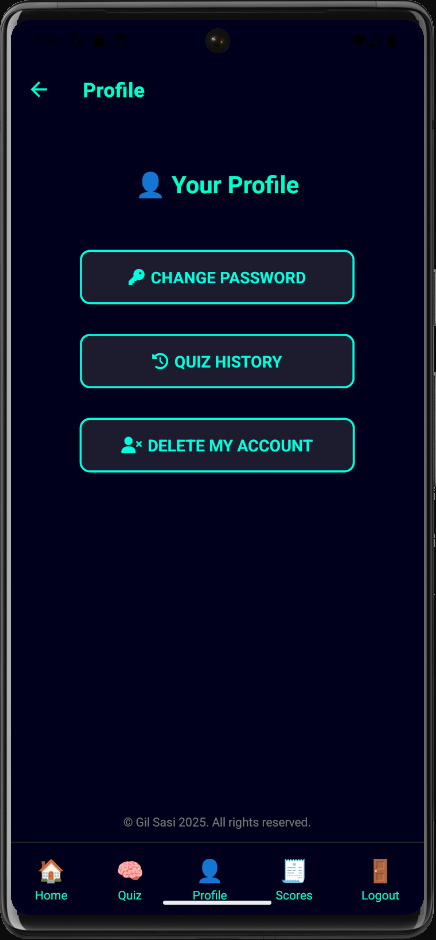 Profile
Your Profile
CHANGE PASSWORD
QUIZ HISTORY
DELETE MY ACCOUNT
© Gil Sasi 2025. All rights reserved.
Home Quiz Profile Scores Logout